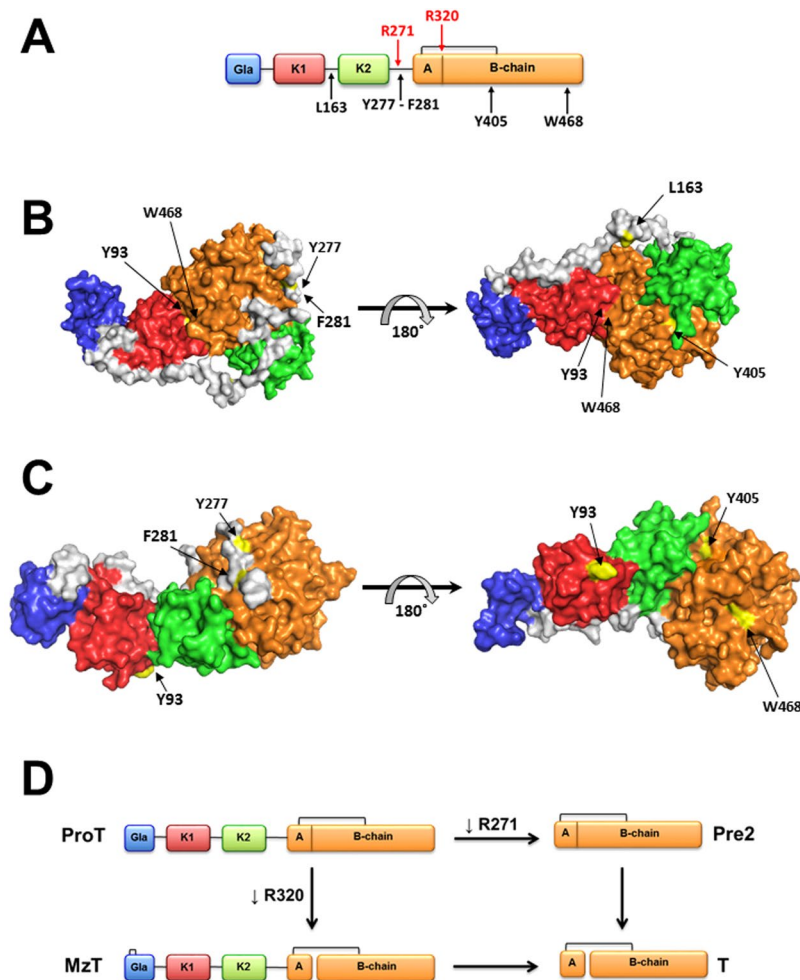 A
R271
R320
Gla
K1
K2
A
B-chain
L163
Y277 - F281
Y405
W468
B
W468
Y93
Y277
F281
180°
L163
Y93
W468
Y405
C
Y277
F281
Y93
180°
Y93
Y405
W468
D
ProT
Gla
K1
K2
A
B-chain
↓ R271
A
B-chain
Pre2
↓ R320
MzT
Gla
K1
K2
A
B-chain
A
B-chain
T